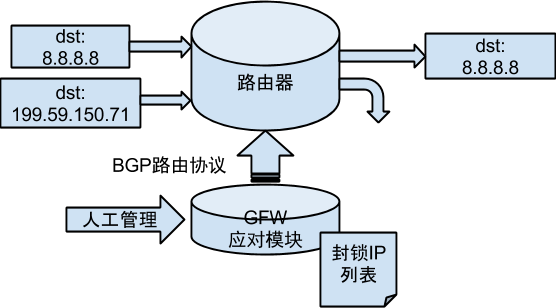 dst:
8.8.8.8
dst:
8.8.8.8
路由器
dst:
199.59.150.71
BGP路由协议
人工管理
GFW
应对模块
封锁IP
列表